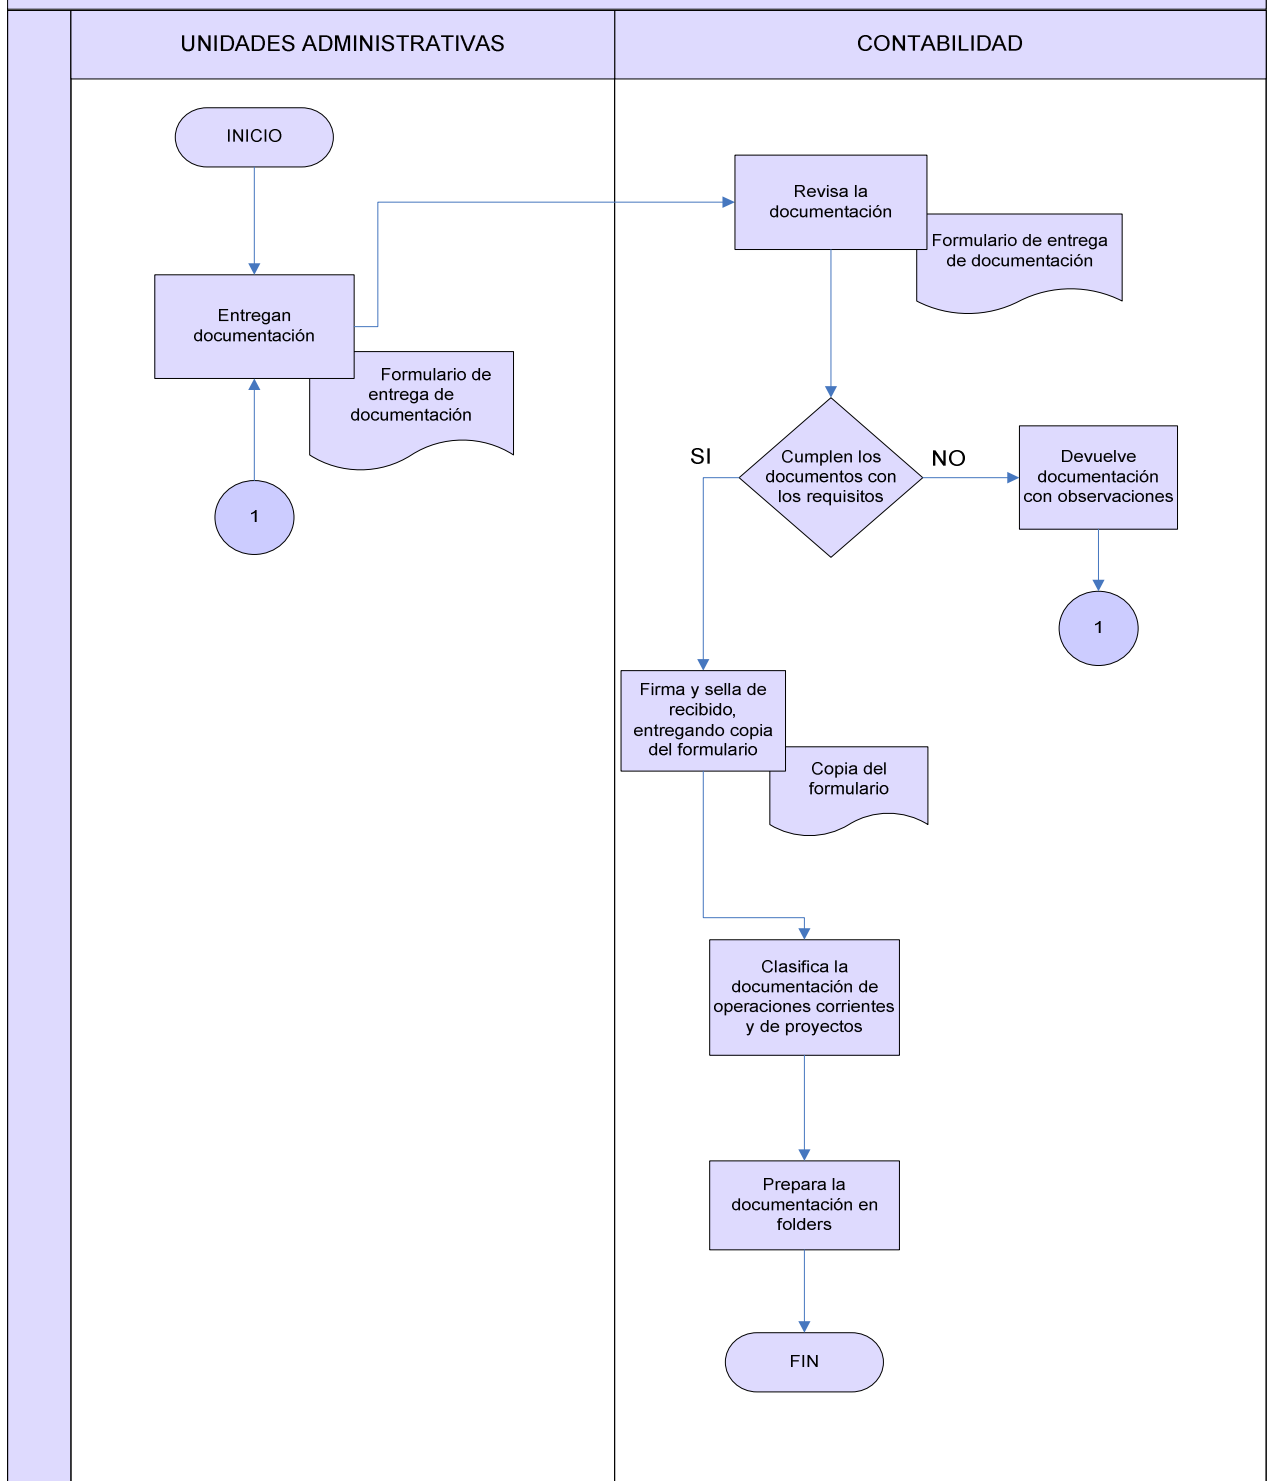 UNIDADES ADMINISTRATIVAS
CONTABILIDAD
INICIO
Entregan
documentación
Formulario de
entrega de
documentación
1
Revisa la
documentación
Formulario de entrega
de documentación
Cumplen los
documentos con
los requisitos
SI
NO
Devuelve
documentación
con observaciones
1
Firma y sella de
recibido,
entregando copia
del formulario
Copia del
formulario
Clasifica la
documentación de
operaciones corrientes
y de proyectos
Prepara la
documentación en
folders
FIN